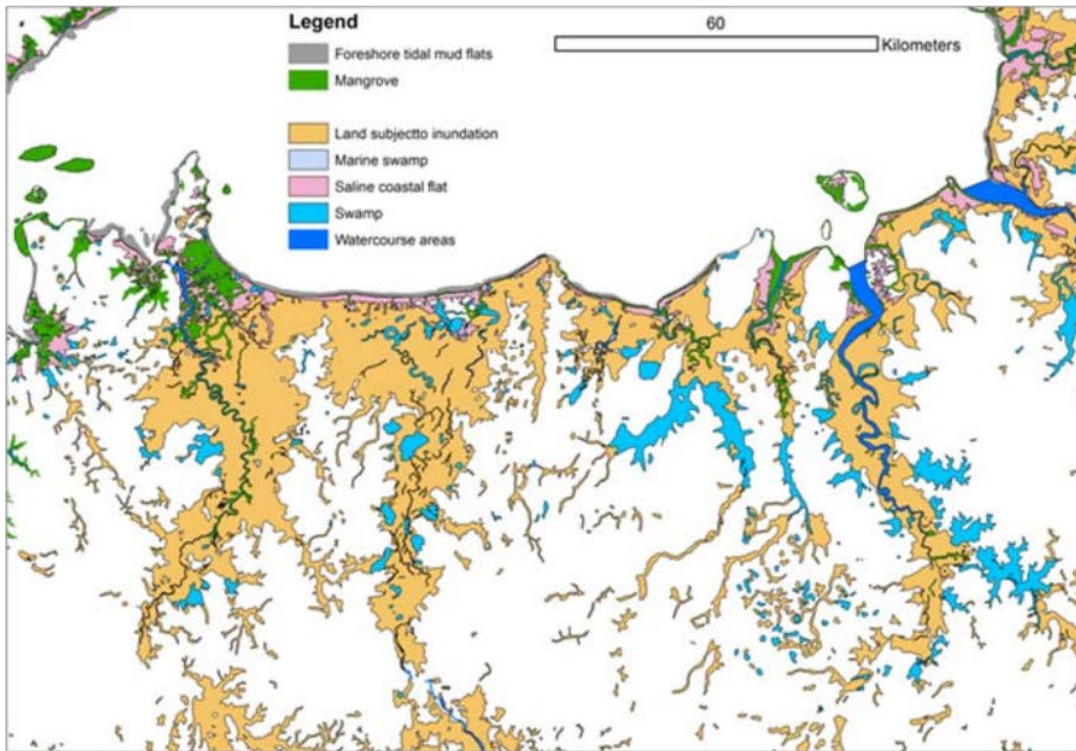 Legend
Foreshore tidal mud flats
Mangrove
Land subjectto inundation
Marine swamp
Saline coastal flat
Swamp
Watercourse areas
60
Kilometers